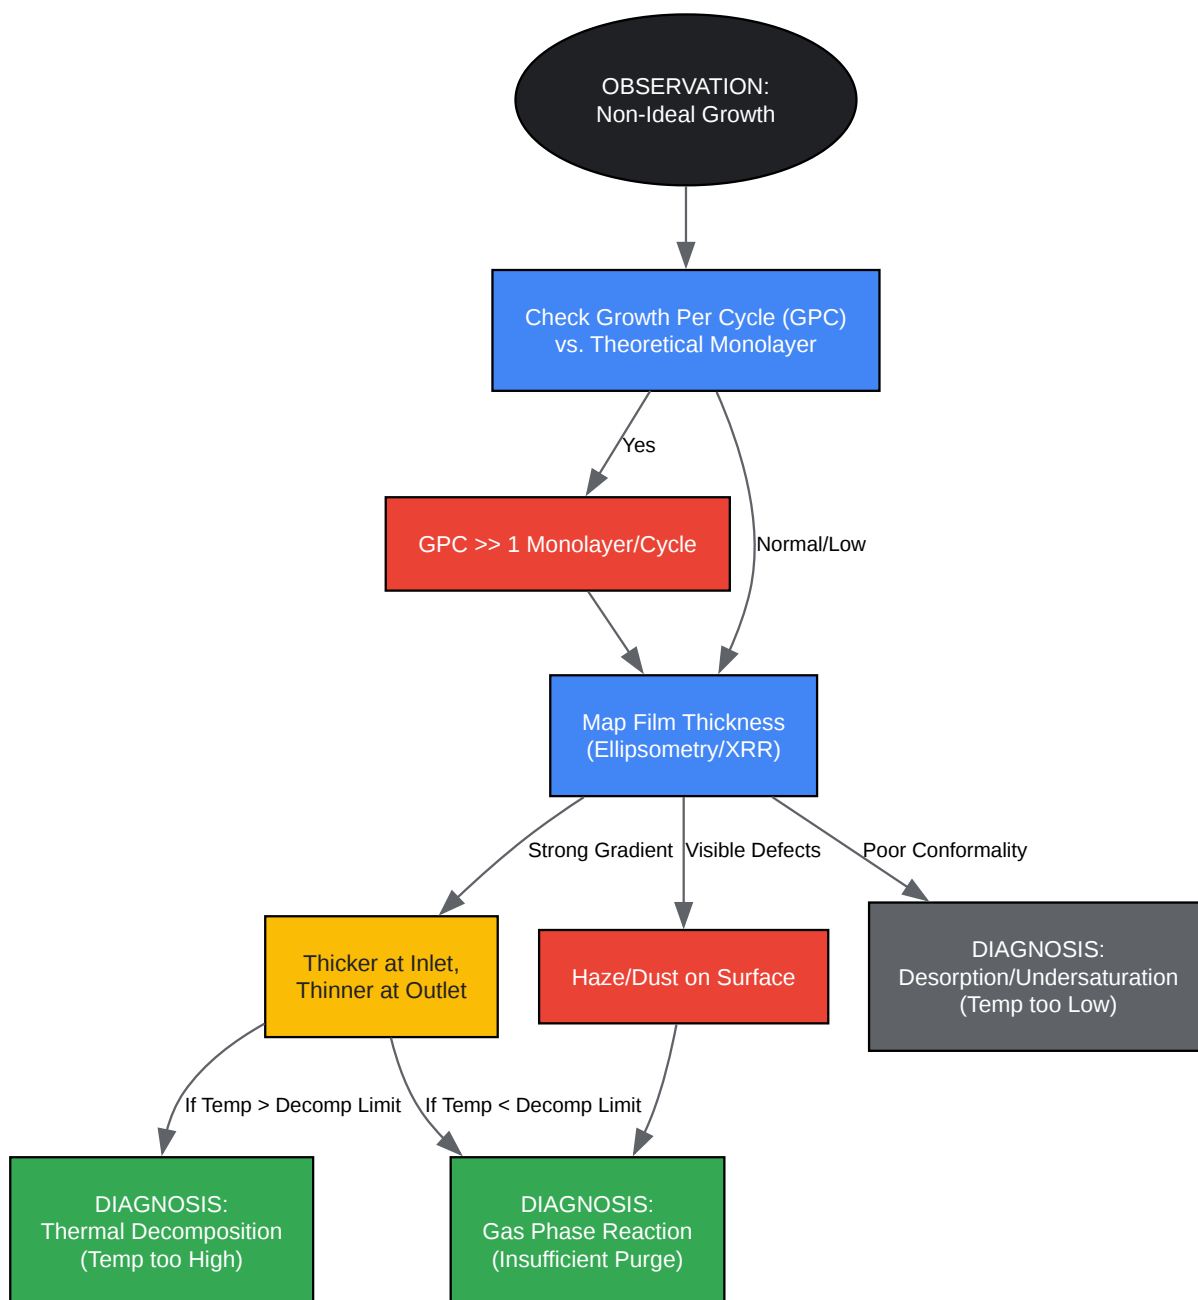 OBSERVATION:
Non-Ideal Growth
Check Growth Per Cycle (GPC)
vs. Theoretical Monolayer
Yes
GPC >> 1 Monolayer/Cycle
Normal/Low
Map Film Thickness
(Ellipsometry/XRR)
Strong Gradient
Visible Defects
Poor Conformality
Thicker at Inlet,
Thinner at Outlet
Haze/Dust on Surface
DIAGNOSIS:
Desorption/Undersaturation
(Temp too Low)
If Temp > Decomp Limit
If Temp < Decomp Limit
DIAGNOSIS:
Thermal Decomposition
(Temp too High)
DIAGNOSIS:
Gas Phase Reaction
(Insufficient Purge)